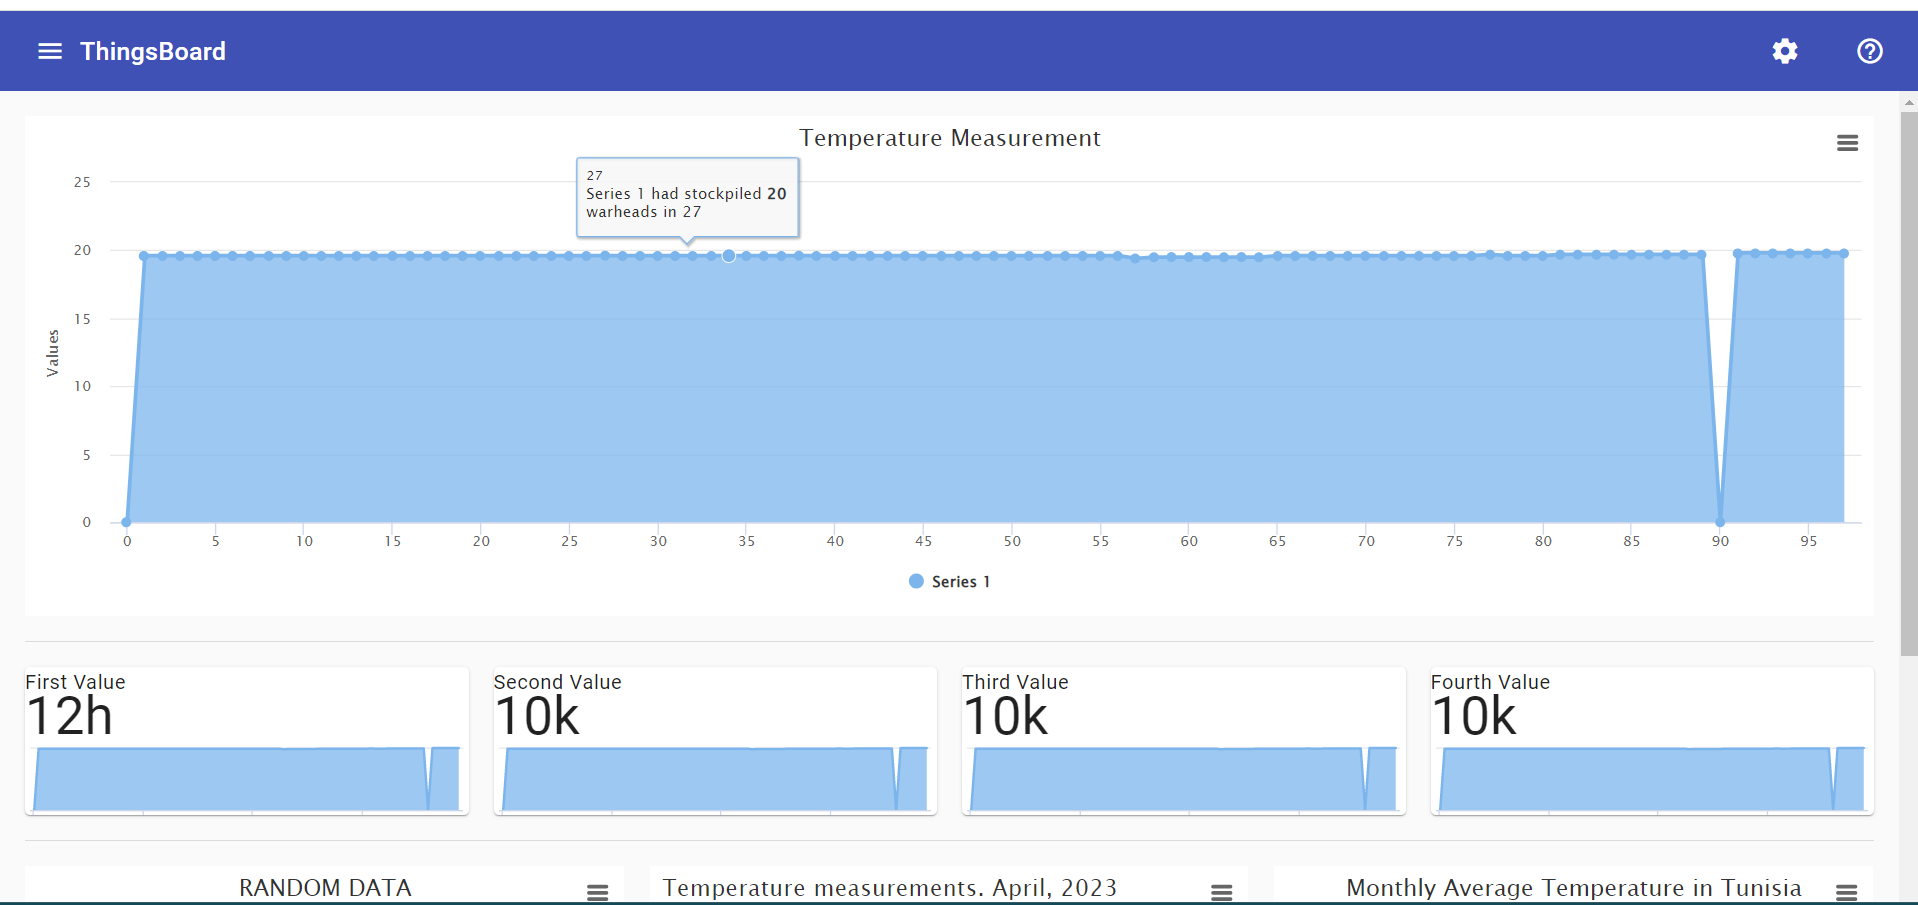 ThingsBoard
Temperature Measurement
27
Series 1 had stockpiled 20
warheads in 27
25
20
15
10
5
0
Values
0 5 10 15 20 25 30 35 40 45 50 55 60 65 70 75 80 85 90 95
Series 1
First Value
12h
Second Value
10k
Third Value
10k
Fourth Value
10k
RANDOM DATA
Temperature measurements. April, 2023
Monthly Average Temperature in Tunisia